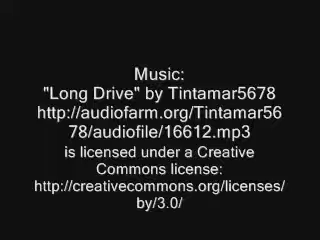 Music:
"Long Drive" by Tintamar5678
http://audiofarm.org/Tintamar56
78/audiofile/16612.mp3
is licensed under a Creative
Commons license:
http://creativecommons.org/licenses/
by/3.0/